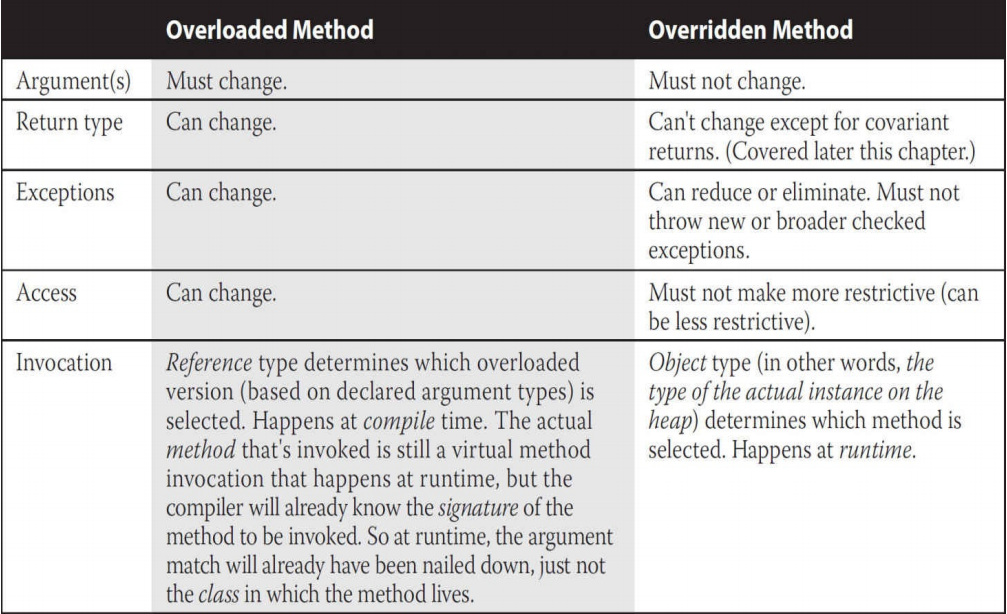 Overloaded Method Overridden Method
Argument(s) Must change. Must not change.
Return type Can change. Can't change except for covariant
returns. (Covered later this chapter.)
Exceptions Can change. Can reduce or eliminate. Must not
throw new or broader checked
exceptions.
Access Can change. Must not make more restrictive (can
be less restrictive).
Invocation Reference type determines which overloaded
version (based on declared argument types) is
selected. Happens at compile time. The actual
method that's invoked is still a virtual method
invocation that happens at runtime, but the
compiler will already know the signature of the
method to be invoked. So at runtime, the argument
match will already have been nailed down, just not
the class in which the method lives.
Object type (in other words, the
type of the actual instance on the
heap) determines which method is
selected. Happens at runtime.